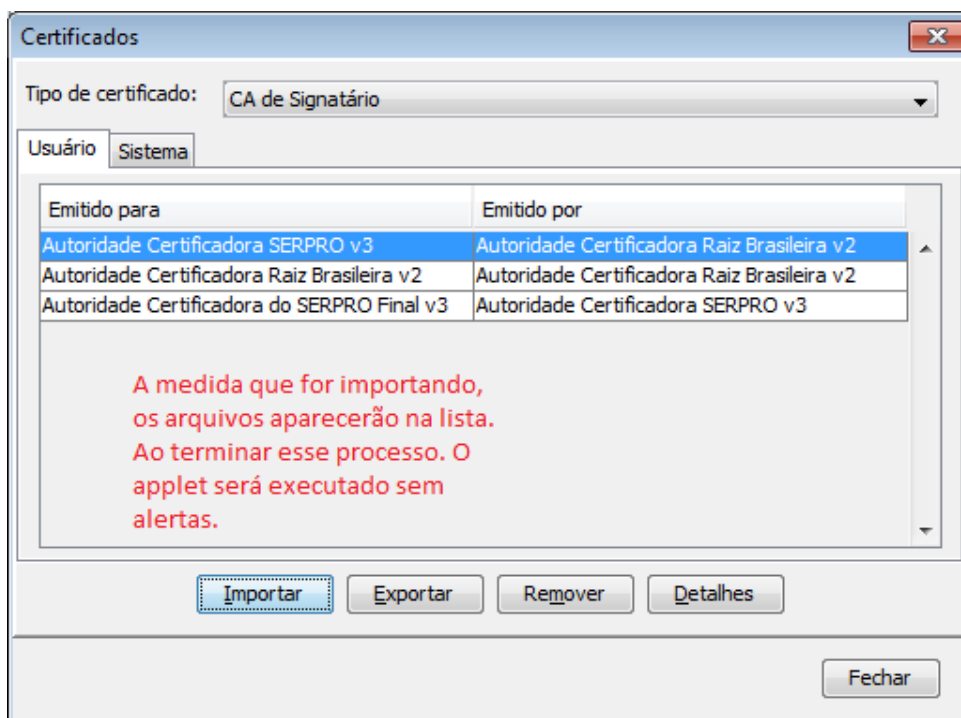 Certificados
Tipo de certificado: CA de Signatário
Usuário Sistema
Emitido para Emitido por
Autoridade Certificadora SERPRO v3 Autoridade Certificadora Raiz Brasileira v2
Autoridade Certificadora Raiz Brasileira v2 Autoridade Certificadora Raiz Brasileira v2
Autoridade Certificadora do SERPRO Final v3 Autoridade Certificadora SERPRO v3
A medida que for importando,
os arquivos aparecerão na lista.
Ao terminar esse processo. O
applet será executado sem
alertas.
Importar Exportar Remover Detalhes
Fechar